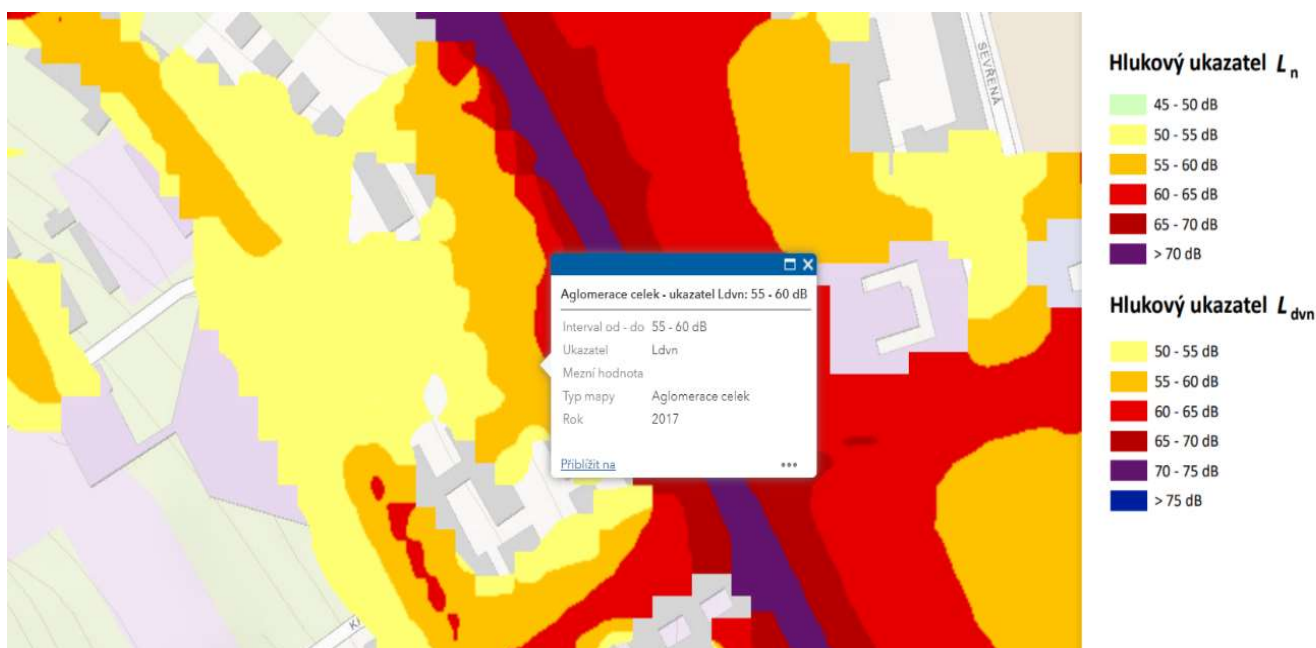 SEVŘENÁ
Aglomerace celek - ukazatel Ldvn: 55 - 60 dB
Interval od - do 55 - 60 dB
Ukazatel Ldvn
Mezní hodnota
Typ mapy Aglomerace celek
Rok 2017
Přiblížit na
Hlukový ukazatel L n
45 - 50 dB
50 - 55 dB
55 - 60 dB
60 - 65 dB
65 - 70 dB
> 70 dB
Hlukový ukazatel L dvn
50 - 55 dB
55 - 60 dB
60 - 65 dB
65 - 70 dB
70 - 75 dB
> 75 dB